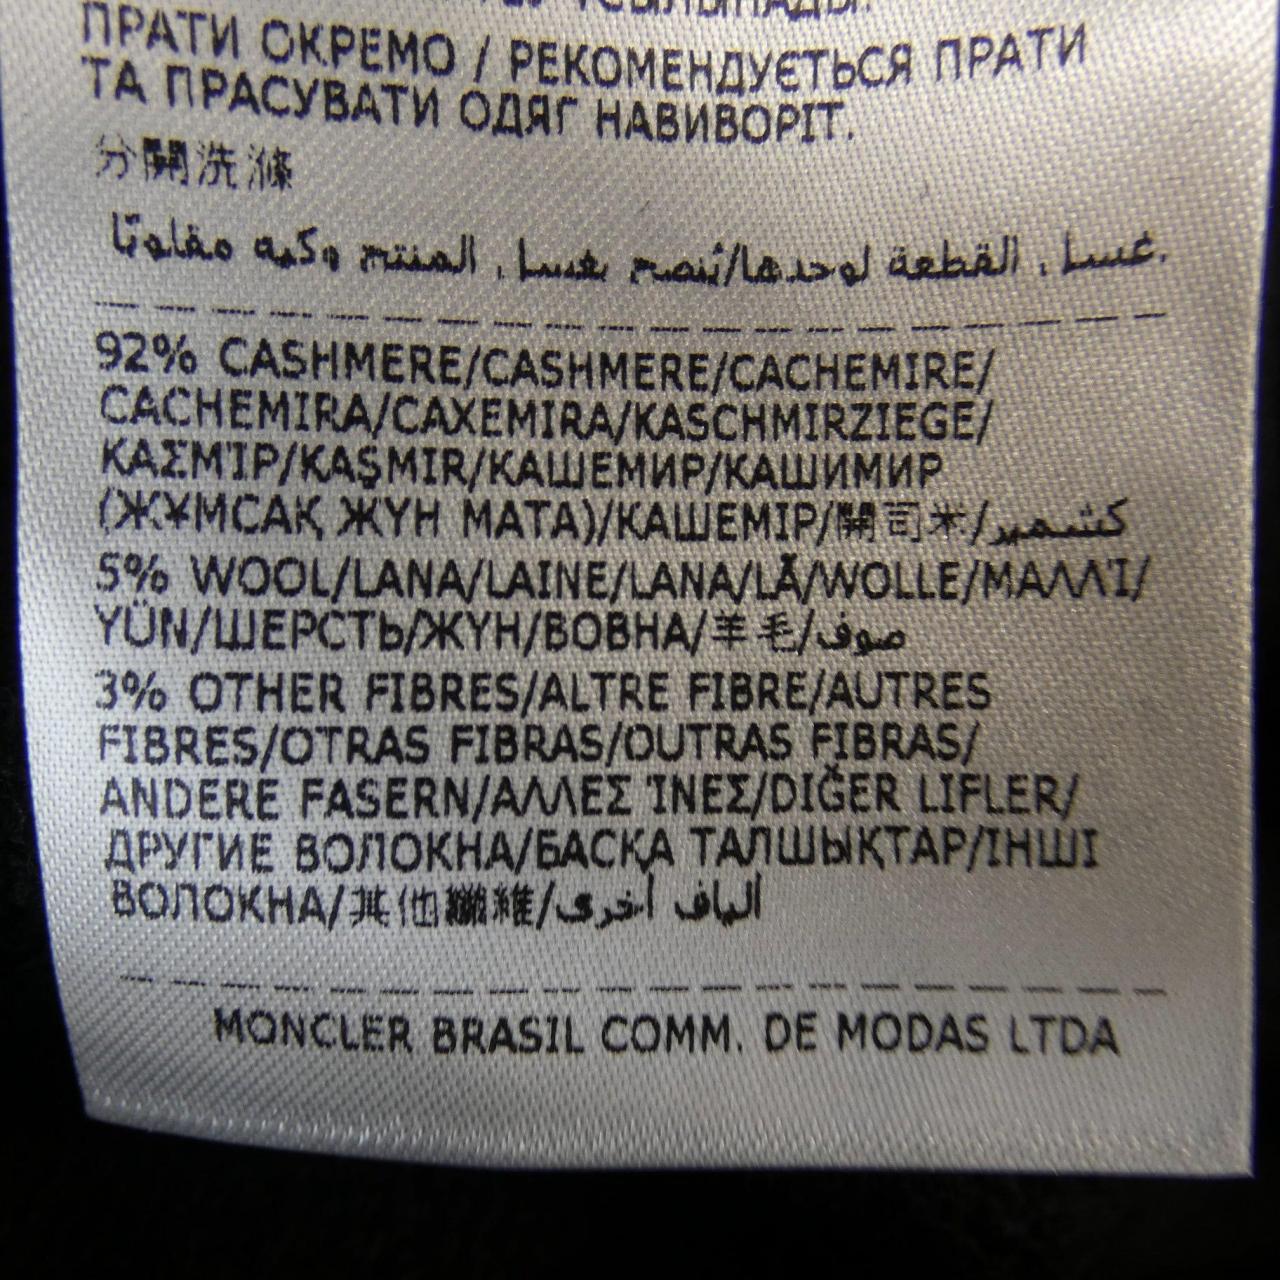 ПРАТИ ОКРЕМО / РЕКОМЕНДУЄТЬСЯ ПРАТИ
ТА ПРАСУВАТИ ОДЯГ НАВИВОРІТ.
分開洗滌
غسل القطعة لوحدها/يُنصح بغسل المنتج وكيه مقلوبًا.
92% CASHMERE/CASHMERE/CACHEMIRE/
CACHEMIRA/CAXEMIRA/KASCHMIRZIEGE/
ΚΑΣΜΊΡ/KAŞMIR/КАШЕМИР/КАШИМИР
(ЖҰМСАҚ ЖҮН МАТА)/КАШЕМІР/開司米/كشمير
5% WOOL/LANA/LAINE/LANA/LÃ/WOLLE/ΜΑΛΛΊ/
YÜN/ШЕРСТЬ/ЖҮН/ВОВНА/羊毛/صوف
3% OTHER FIBRES/ALTRE FIBRE/AUTRES
FIBRES/OTRAS FIBRAS/OUTRAS FIBRAS/
ANDERE FASERN/ΑΛΛΕΣ ΊΝΕΣ/DIĞER LIFLER/
ДРУГИЕ ВОЛОКНА/БАСҚА ТАЛШЫҚТАР/ІНШІ
ВОЛОКНА/其他纖維/ألياف أخرى
MONCLER BRASIL COMM. DE MODAS LTDA